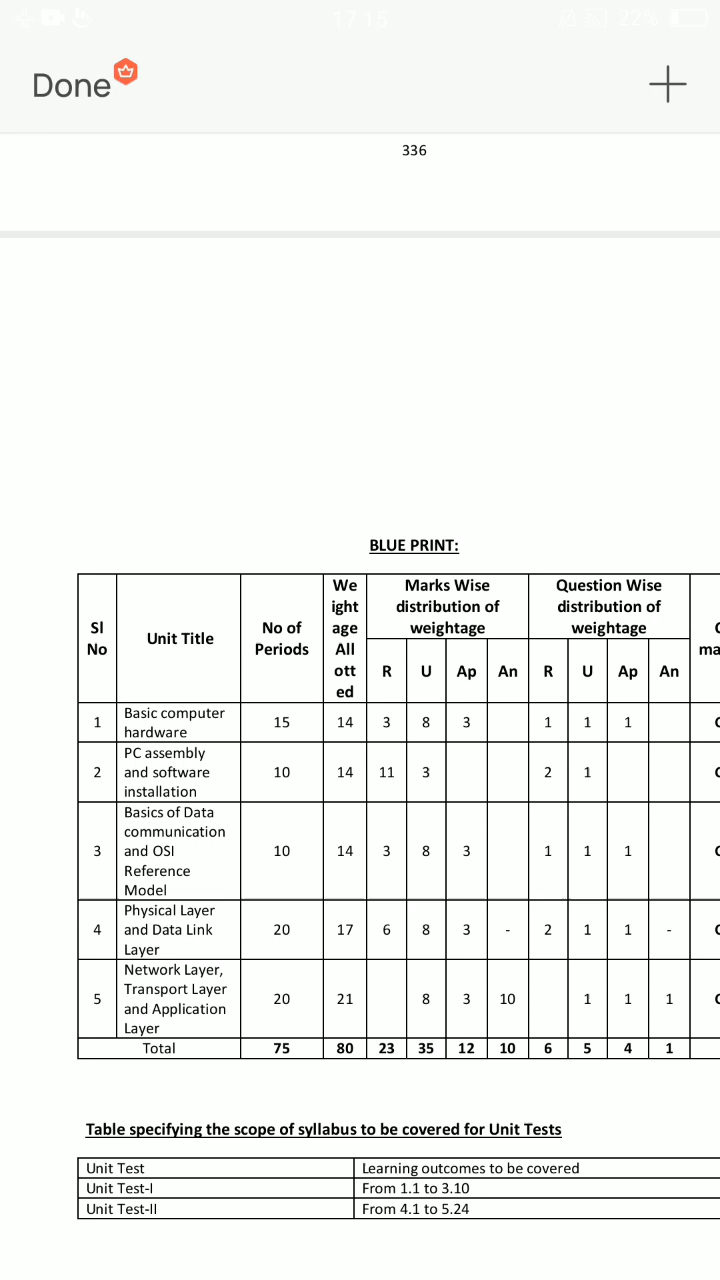 17:15
22%
Done
336
BLUE PRINT:
Sl No | Unit Title | No of Periods | We ight age All ott ed | Marks Wise distribution of weightage | Question Wise distribution of weightage
R | U | Ap | An | R | U | Ap | An
1 | Basic computer hardware | 15 | 14 | 3 | 8 | 3 | | 1 | 1 | 1 |
2 | PC assembly and software installation | 10 | 14 | 11 | 3 | | | 2 | 1 | |
3 | Basics of Data communication and OSI Reference Model | 10 | 14 | 3 | 8 | 3 | | 1 | 1 | 1 |
4 | Physical Layer and Data Link Layer | 20 | 17 | 6 | 8 | 3 | - | 2 | 1 | 1 | -
5 | Network Layer, Transport Layer and Application Layer | 20 | 21 | | 8 | 3 | 10 | | 1 | 1 | 1
Total | 75 | 80 | 23 | 35 | 12 | 10 | 6 | 5 | 4 | 1
Table specifying the scope of syllabus to be covered for Unit Tests
Unit Test | Learning outcomes to be covered
Unit Test-I | From 1.1 to 3.10
Unit Test-II | From 4.1 to 5.24